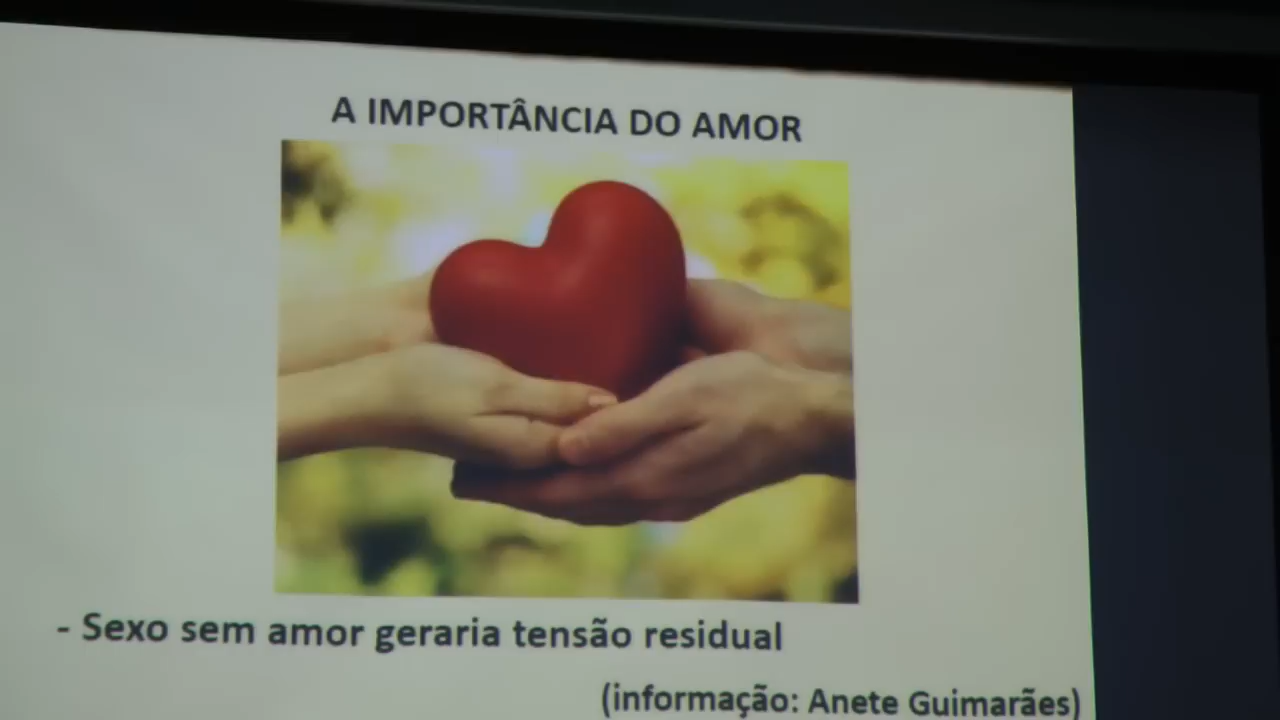 A IMPORTÂNCIA DO AMOR
- Sexo sem amor geraria tensão residual
(informação: Anete Guimarães)